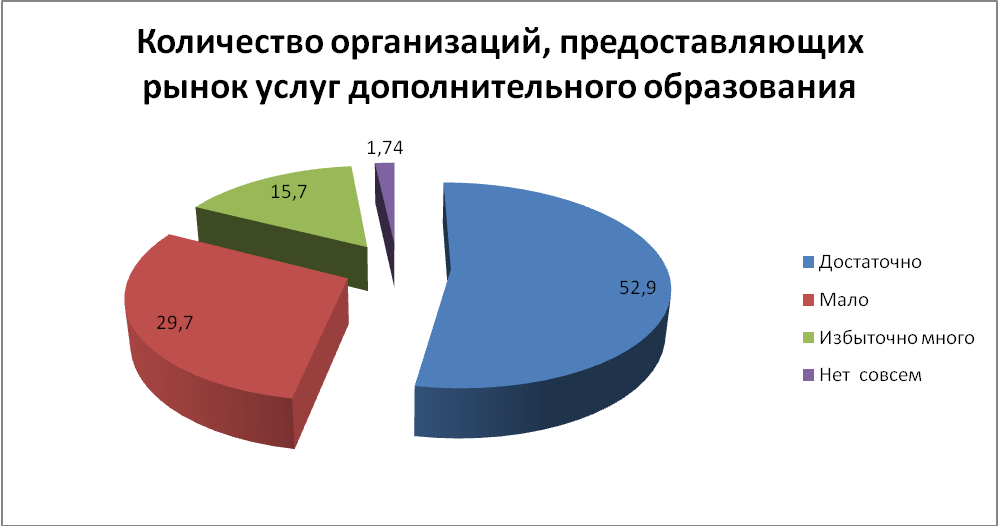 Количество организаций, предоставляющих
рынок услуг дополнительного образования
1,74
15,7
52,9
29,7
Достаточно
Мало
Избыточно много
Нет совсем